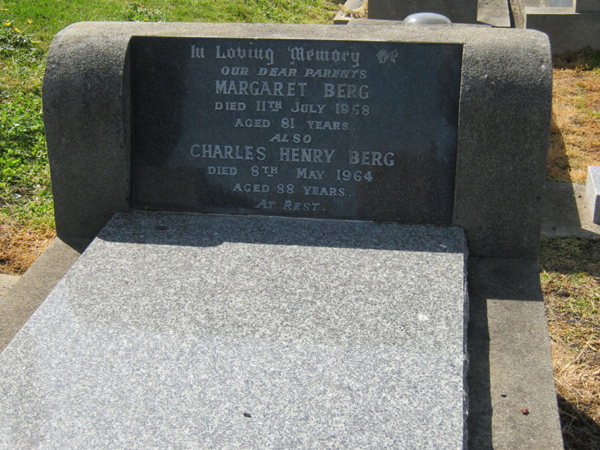 In Loving Memory Of
OUR DEAR PARENTS
MARGARET BERG
DIED 11TH JULY 1958
AGED 81 YEARS
ALSO
CHARLES HENRY BERG
DIED 8TH MAY 1964
AGED 88 YEARS.
AT REST.